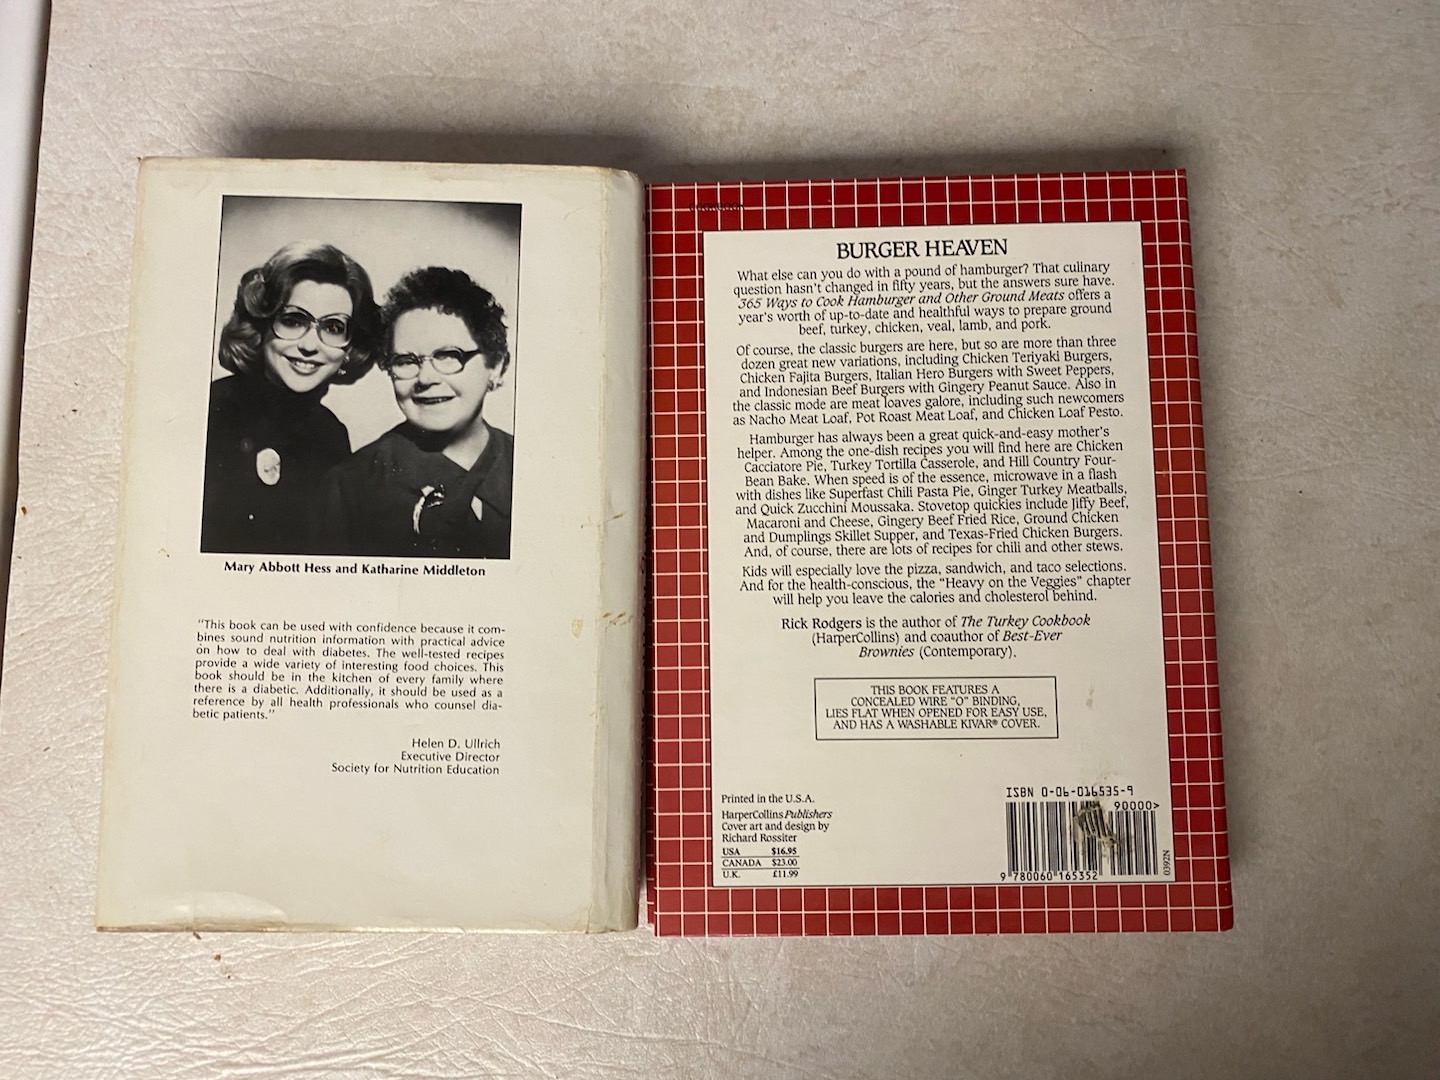 Mary Abbott Hess and Katharine Middleton
"This book can be used with confidence because it com-
bines sound nutrition information with practical advice
on how to deal with diabetes. The well-tested recipes
provide a wide variety of interesting food choices. This
book should be in the kitchen of every family where
there is a diabetic. Additionally, it should be used as a
reference by all health professionals who counsel dia-
betic patients."
Helen D. Ullrich
Executive Director
Society for Nutrition Education
BURGER HEAVEN
What else can you do with a pound of hamburger? That culinary
question hasn't changed in fifty years, but the answers sure have.
365 Ways to Cook Hamburger and Other Ground Meats offers a
year's worth of up-to-date and healthful ways to prepare ground
beef, turkey, chicken, veal, lamb, and pork.
Of course, the classic burgers are here, but so are more than three
dozen great new variations, including Chicken Teriyaki Burgers,
Chicken Fajita Burgers, Italian Hero Burgers with Sweet Peppers,
and Indonesian Beef Burgers with Gingery Peanut Sauce. Also in
the classic mode are meat loaves galore, including such newcomers
as Nacho Meat Loaf, Pot Roast Meat Loaf, and Chicken Loaf Pesto.
Hamburger has always been a great quick-and-easy mother's
helper. Among the one-dish recipes you will find here are Chicken
Cacciatore Pie, Turkey Tortilla Casserole, and Hill Country Four-
Bean Bake. When speed is of the essence, microwave in a flash
with dishes like Superfast Chili Pasta Pie, Ginger Turkey Meatballs,
and Quick Zucchini Moussaka. Stovetop quickies include Jiffy Beef,
Macaroni and Cheese, Gingery Beef Fried Rice, Ground Chicken
and Dumplings Skillet Supper, and Texas-Fried Chicken Burgers.
And, of course, there are lots of recipes for chili and other stews.
Kids will especially love the pizza, sandwich, and taco selections.
And for the health-conscious, the "Heavy on the Veggies" chapter
will help you leave the calories and cholesterol behind.
Rick Rodgers is the author of The Turkey Cookbook
(HarperCollins) and coauthor of Best-Ever
Brownies (Contemporary).
THIS BOOK FEATURES A
CONCEALED WIRE "O" BINDING,
LIES FLAT WHEN OPENED FOR EASY USE,
AND HAS A WASHABLE KIVAR® COVER.
Printed in the U.S.A.
HarperCollinsPublishers
Cover art and design by
Richard Rossiter
USA $16.95
CANADA $23.00
U.K. £11.99
ISBN 0-06-016535-9
90000>
9 780060 165352
0392N